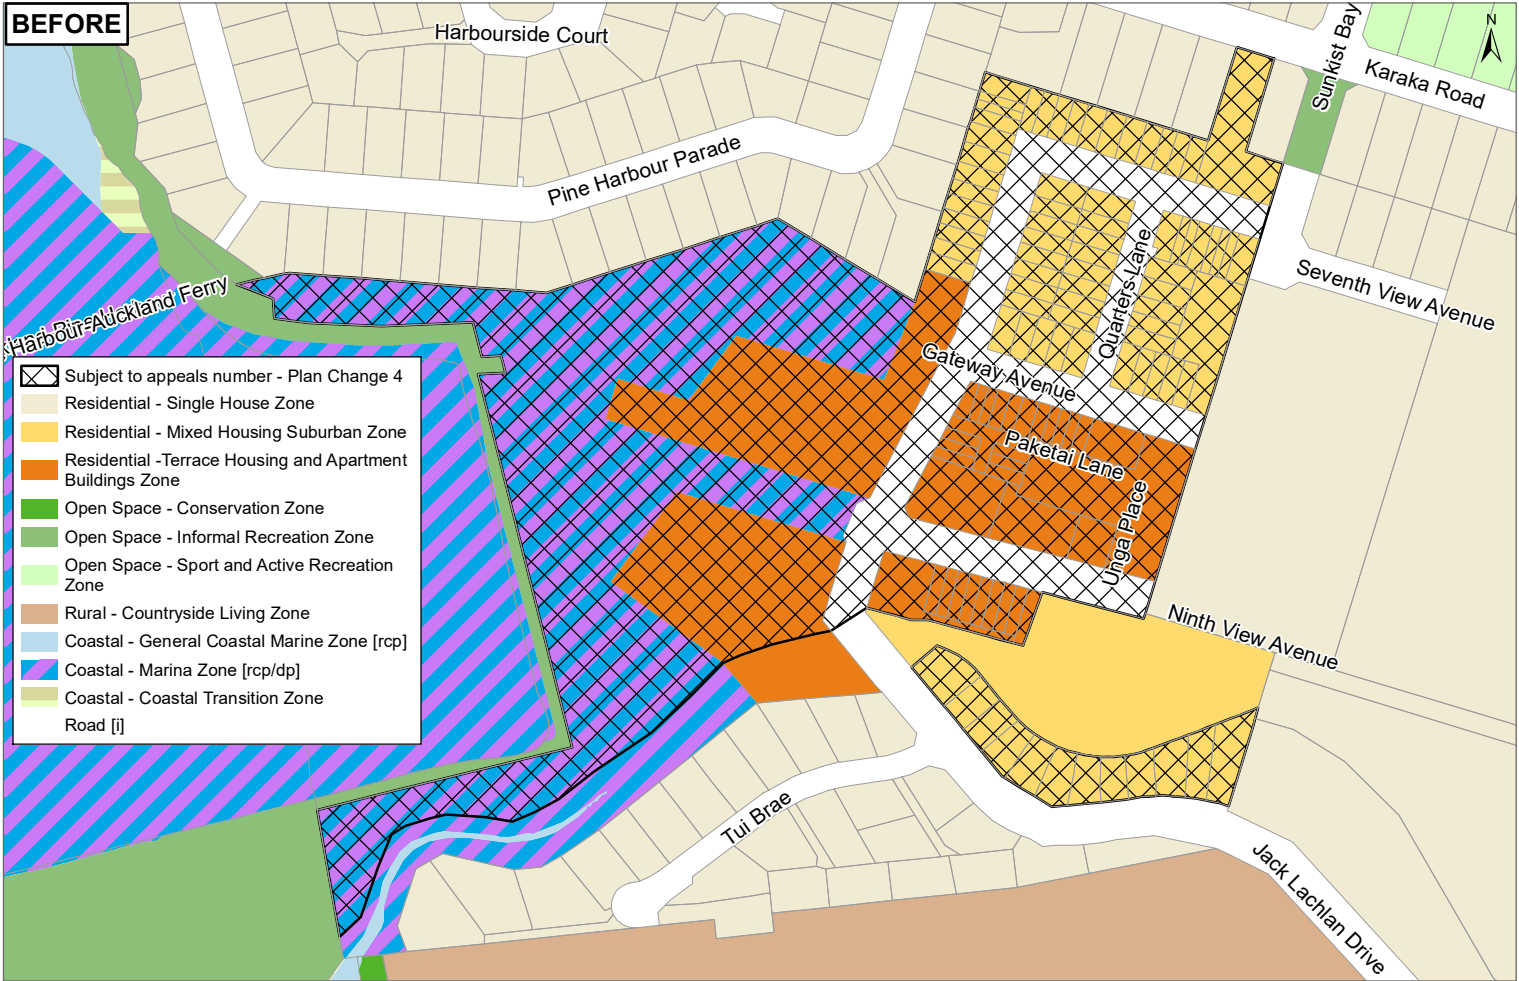 BEFORE
Harbourside Court
Sunkist Bay
N
Karaka Road
Pine Harbour Parade
Quarters Lane
Seventh View Avenue
Harbour-Auckland Ferry
Gateway Avenue
Paketai Lane
Unga Place
Ninth View Avenue
Tui Brae
Jack Lachlan Drive
Subject to appeals number - Plan Change 4
Residential - Single House Zone
Residential - Mixed Housing Suburban Zone
Residential -Terrace Housing and Apartment
Buildings Zone
Open Space - Conservation Zone
Open Space - Informal Recreation Zone
Open Space - Sport and Active Recreation
Zone
Rural - Countryside Living Zone
Coastal - General Coastal Marine Zone [rcp]
Coastal - Marina Zone [rcp/dp]
Coastal - Coastal Transition Zone
Road [i]